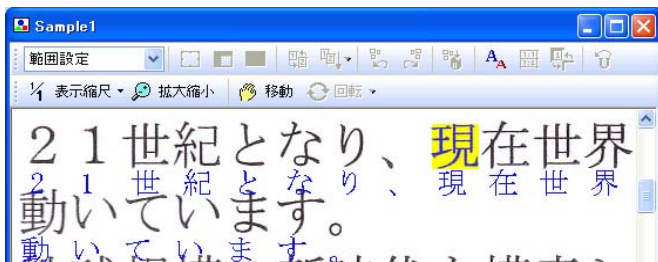 Sample1
範囲設定
表示縮尺 拡大縮小 移動 回転
21世紀となり、現在世界
2 1 世 紀 と な り 、 現 在 世 界
動いています。
動 い て い ま す 。